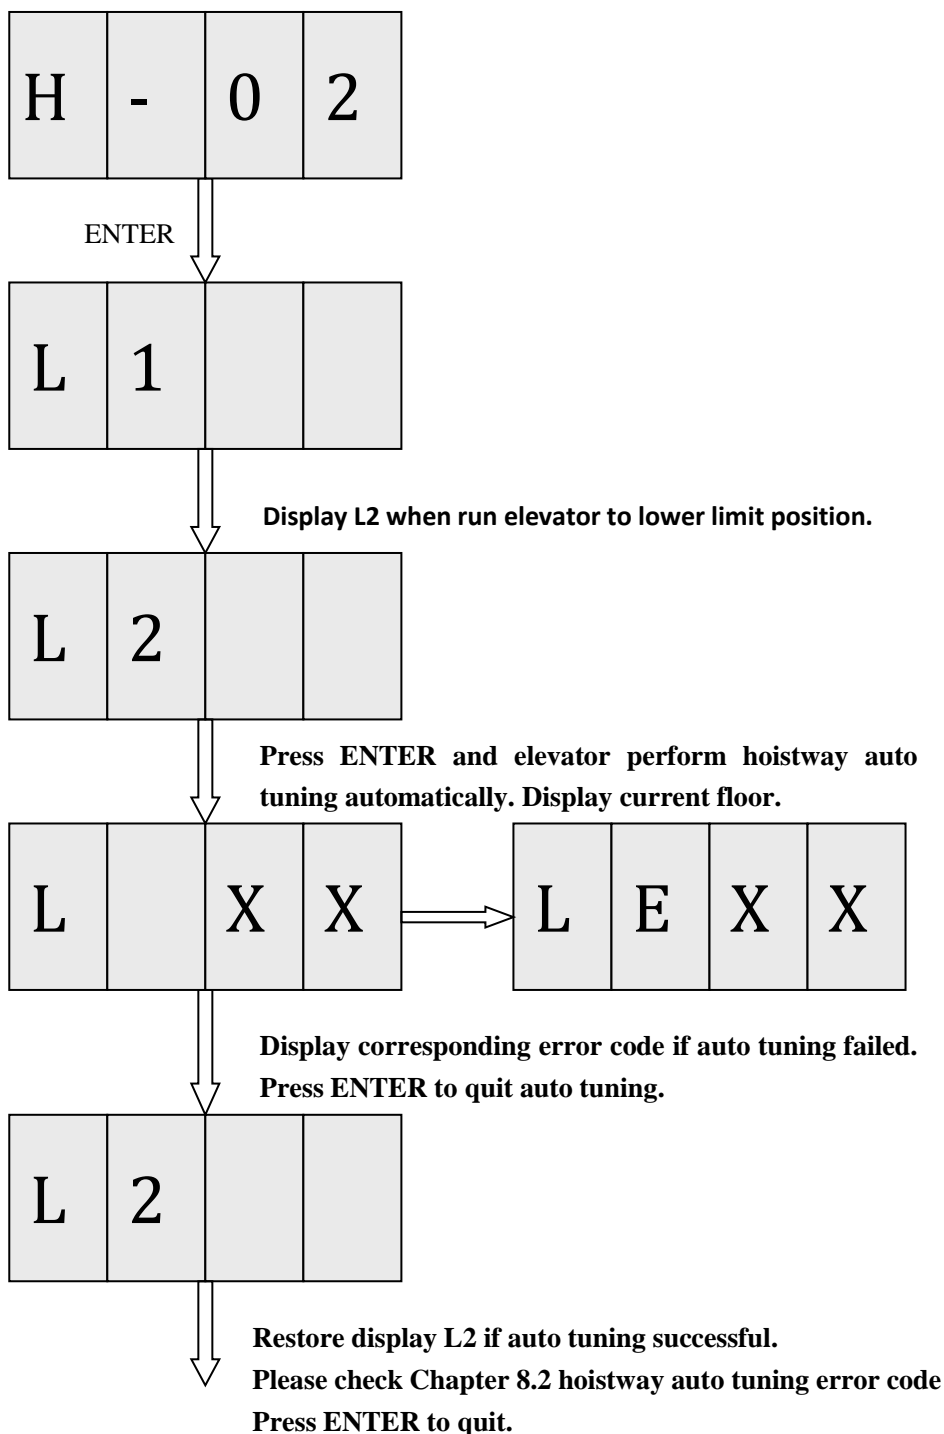 H - 0 2
ENTER
L 1
Display L2 when run elevator to lower limit position.
L 2
Press ENTER and elevator perform hoistway auto
tuning automatically. Display current floor.
L X X L E X X
Display corresponding error code if auto tuning failed.
Press ENTER to quit auto tuning.
L 2
Restore display L2 if auto tuning successful.
Please check Chapter 8.2 hoistway auto tuning error code
Press ENTER to quit.